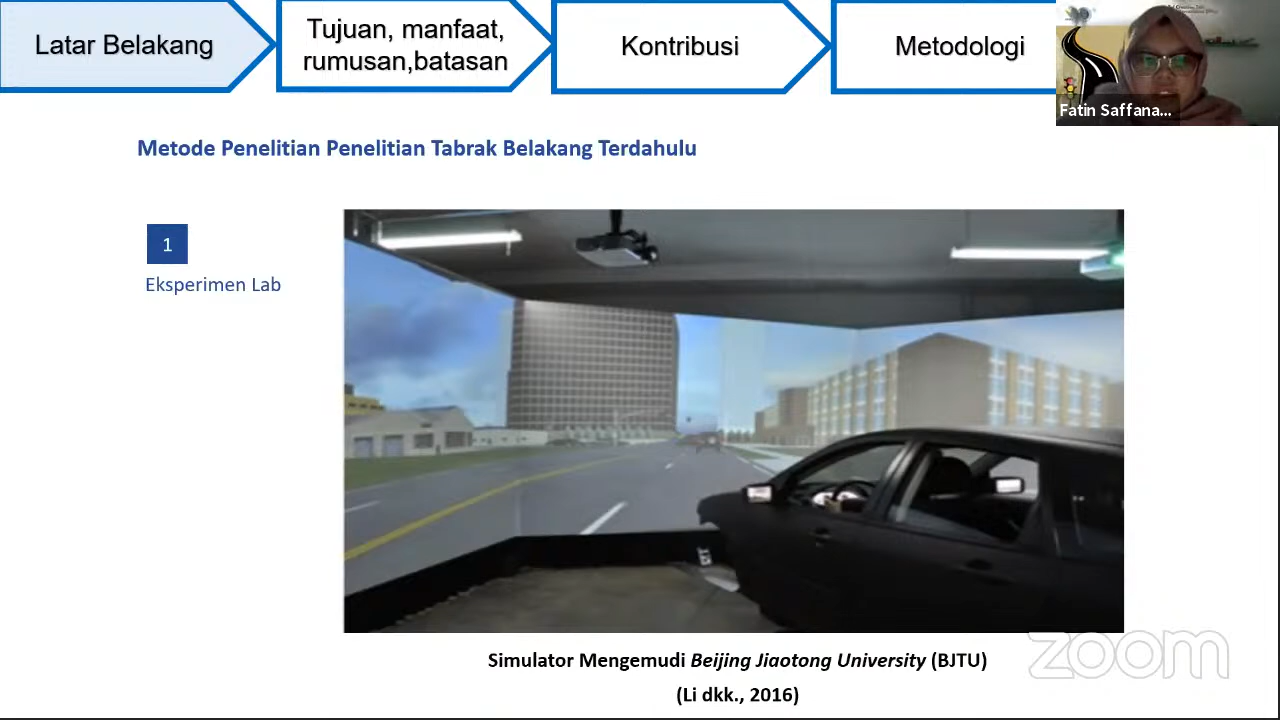 Latar Belakang
Tujuan, manfaat,
rumusan,batasan
Kontribusi
Metodologi
Fatin Saffana...
Metode Penelitian Penelitian Tabrak Belakang Terdahulu
1
Eksperimen Lab
Simulator Mengemudi Beijing Jiaotong University (BJTU)
(Li dkk., 2016)
zoom